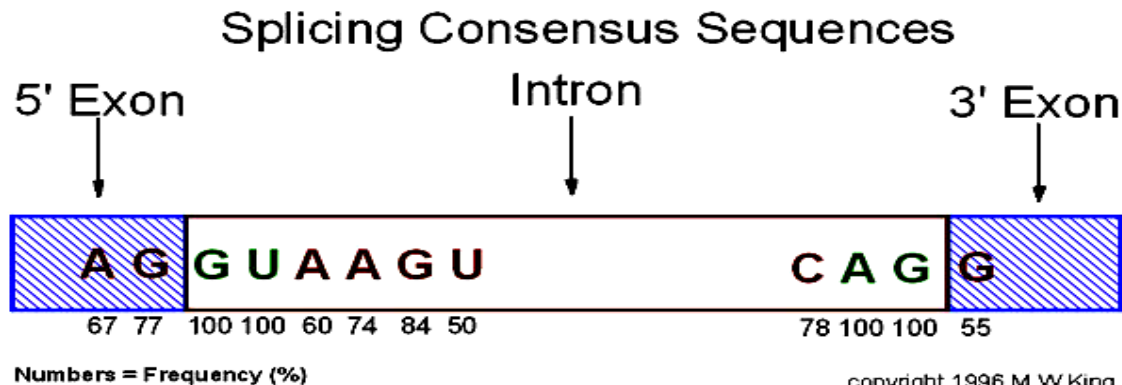 Splicing Consensus Sequences
5' Exon Intron 3' Exon
A G G U A A G U C A G G
67 77 100 100 60 74 84 50 78 100 100 55
Numbers = Frequency (%) copyright 1996 M.W.King